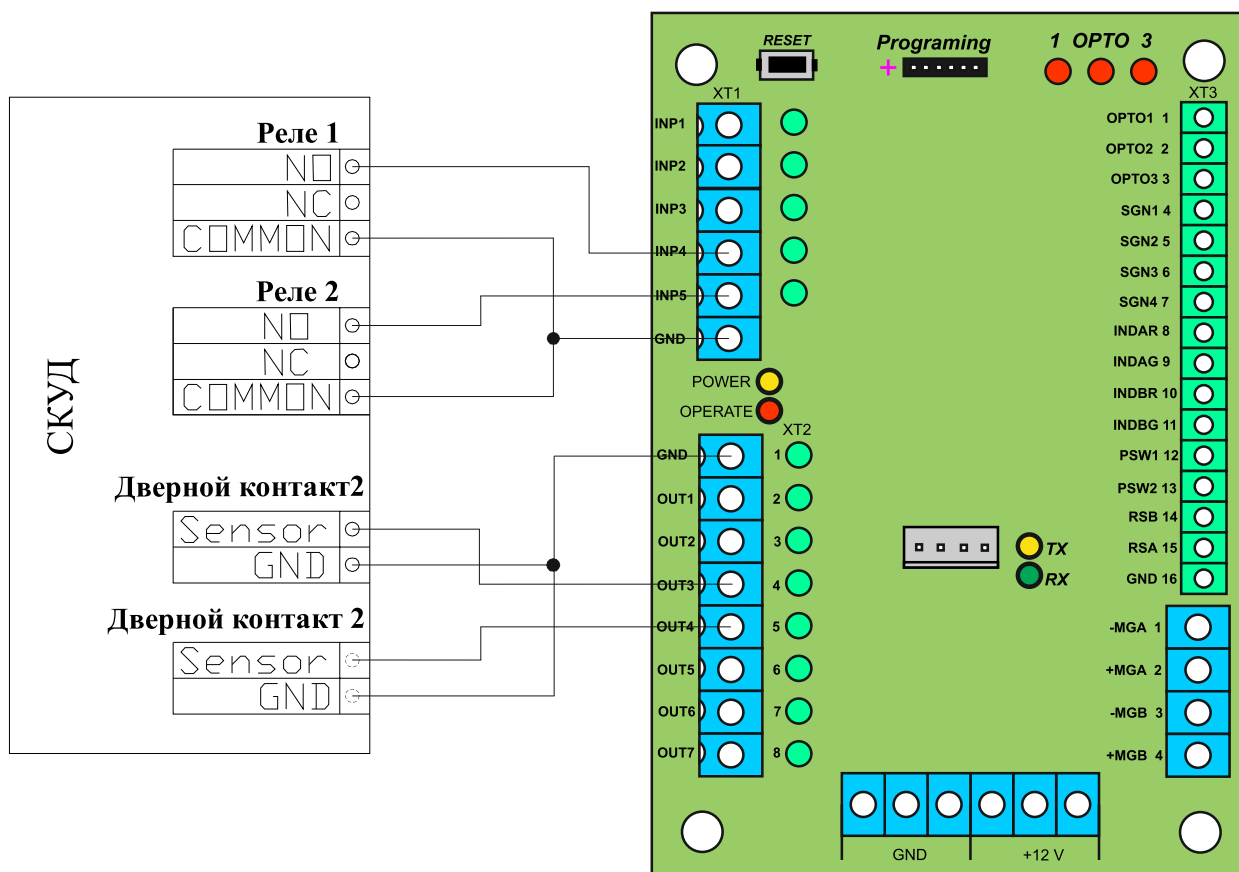 СКУД
Реле 1
NO
NC
COMMON
Реле 2
NO
NC
COMMON
Дверной контакт2
Sensor
GND
Дверной контакт 2
Sensor
GND
RESET
Programing
+
1 OPTO 3
XT1
INP1
INP2
INP3
INP4
INP5
GND
POWER
OPERATE
XT2
GND 1
OUT1 2
OUT2 3
OUT3 4
OUT4 5
OUT5 6
OUT6 7
OUT7 8
TX
RX
XT3
OPTO1 1
OPTO2 2
OPTO3 3
SGN1 4
SGN2 5
SGN3 6
SGN4 7
INDAR 8
INDAG 9
INDBR 10
INDBG 11
PSW1 12
PSW2 13
RSB 14
RSA 15
GND 16
-MGA 1
+MGA 2
-MGB 3
+MGB 4
GND
+12 V